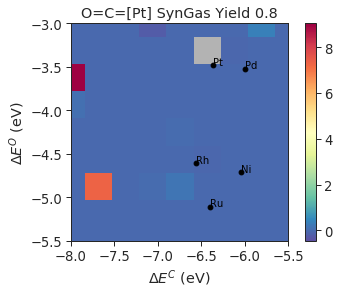 O=C=[Pt] SynGas Yield 0.8
−3.0
−3.5
−4.0
−4.5
−5.0
−5.5
ΔE^O (eV)
Pt
Pd
Rh
Ni
Ru
−8.0 −7.5 −7.0 −6.5 −6.0 −5.5
ΔE^C (eV)
8
6
4
2
0